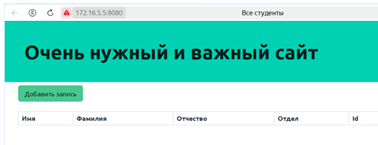 172.16.5.5:8080
Все студенты
Очень нужный и важный сайт
Добавить запись
Имя Фамилия Отчество Отдел id